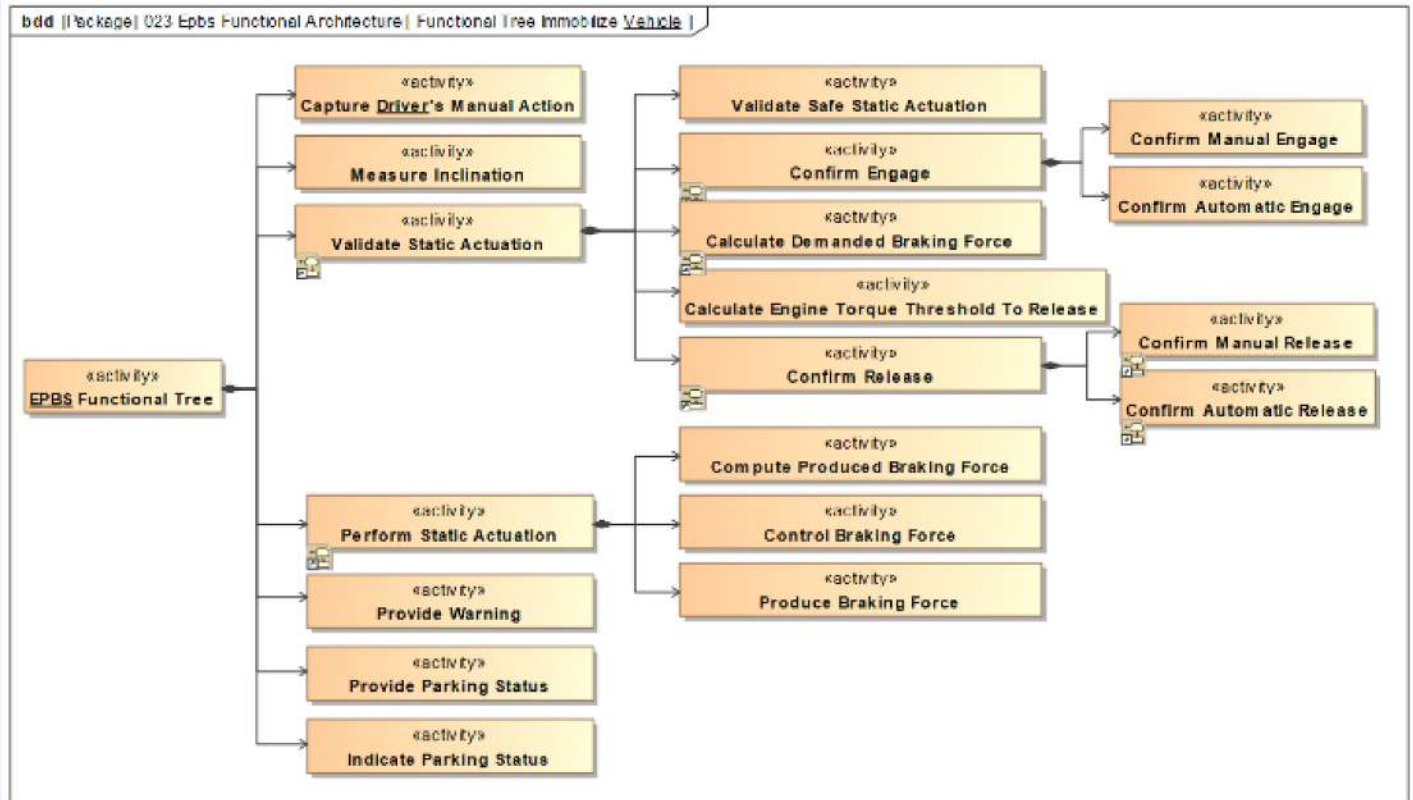 bdd [Package] 023 Epbs Functional Architecture [ Functional Tree Immobilize Vehicle ]
«activity»
Capture Driver's Manual Action
«activity»
Measure Inclination
«activity»
Validate Static Actuation
«activity»
Validate Safe Static Actuation
«activity»
Confirm Engage
«activity»
Confirm Manual Engage
«activity»
Confirm Automatic Engage
«activity»
Calculate Demanded Braking Force
«activity»
Calculate Engine Torque Threshold To Release
«activity»
Confirm Release
«activity»
Confirm Manual Release
«activity»
Confirm Automatic Release
«activity»
EPBS Functional Tree
«activity»
Perform Static Actuation
«activity»
Compute Produced Braking Force
«activity»
Control Braking Force
«activity»
Produce Braking Force
«activity»
Provide Warning
«activity»
Provide Parking Status
«activity»
Indicate Parking Status